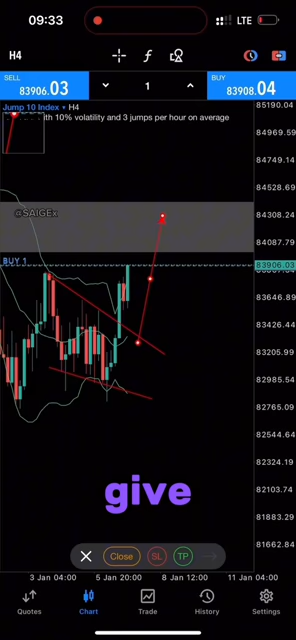 09:33
LTE
H4
f
SELL
83906.03
1
BUY
83908.04
Jump 10 Index H4
th 10% volatility and 3 jumps per hour on average
@SAIGEx
BUY 1
85190.04
84969.59
84749.14
84528.69
84308.24
84087.79
83906.03
83646.89
83426.44
83205.99
82985.54
82765.09
82544.64
82324.19
82103.74
81883.29
81662.84
give
Close
SL
TP
3 Jan 04:00
5 Jan 20:00
8 Jan 12:00
11 Jan 04:00
Quotes
Chart
Trade
History
Settings